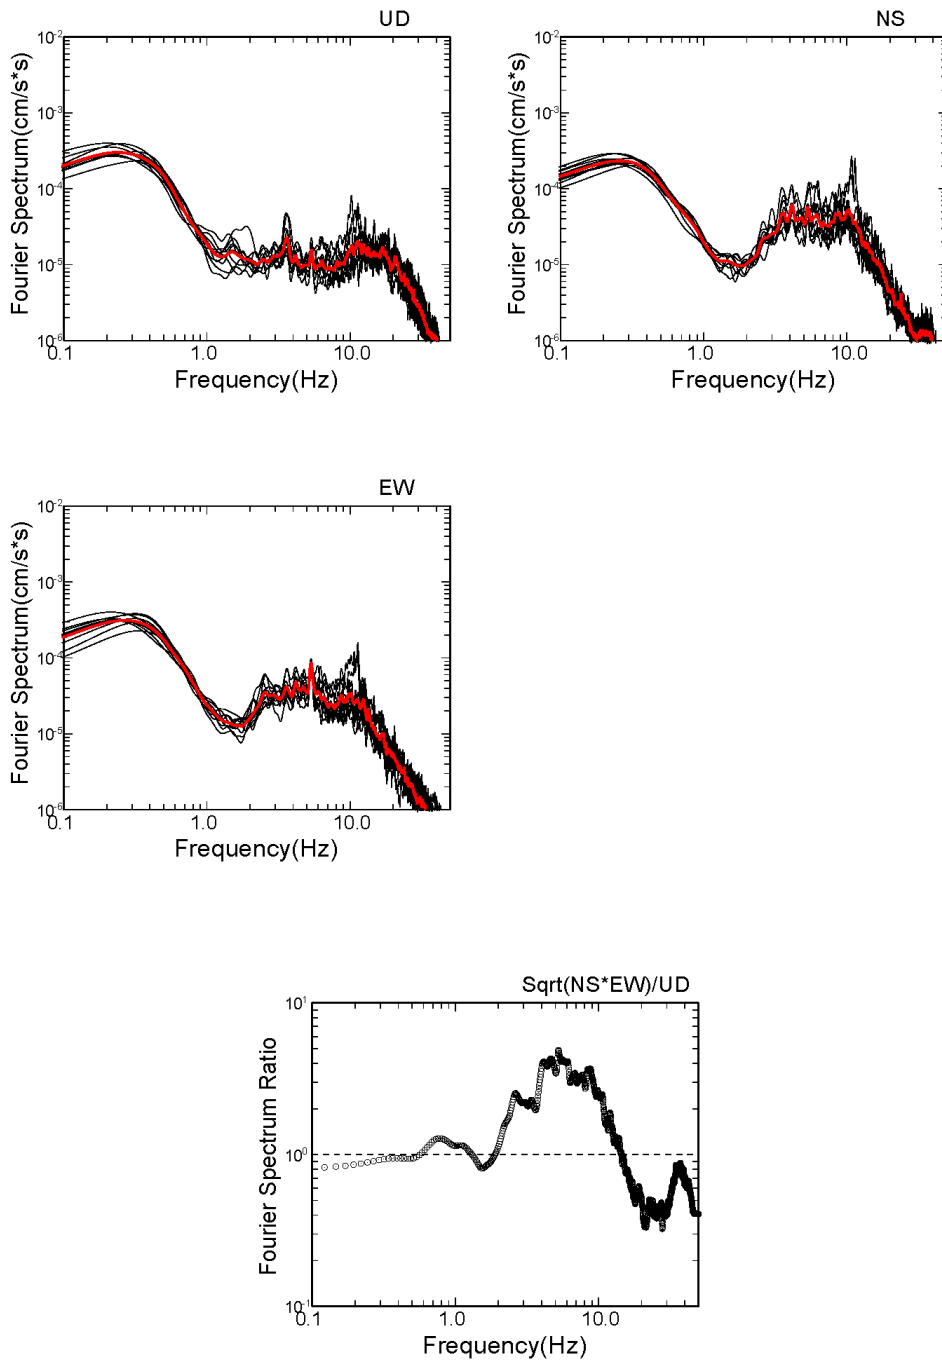 UD
10-2
10-3
10-4
10-5
10-6
Fourier Spectrum(cm/s*s)
0.1 1.0 10.0
Frequency(Hz)
NS
10-2
10-3
10-4
10-5
10-6
Fourier Spectrum(cm/s*s)
0.1 1.0 10.0
Frequency(Hz)
EW
10-2
10-3
10-4
10-5
10-6
Fourier Spectrum(cm/s*s)
0.1 1.0 10.0
Frequency(Hz)
Sqrt(NS*EW)/UD
101
100
10-1
Fourier Spectrum Ratio
0.1 1.0 10.0
Frequency(Hz)